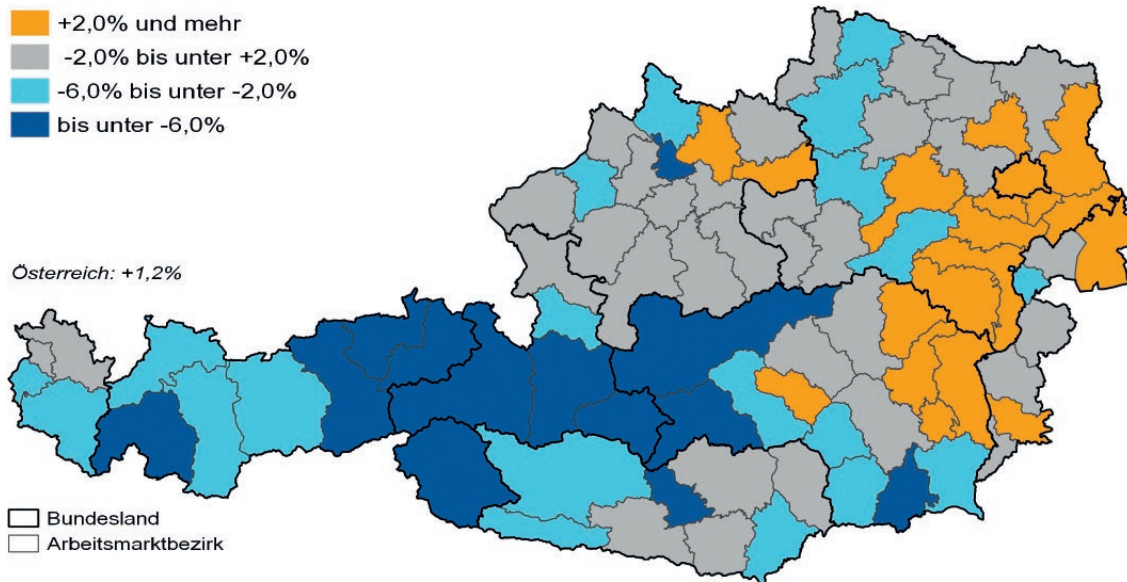 +2,0% und mehr
-2,0% bis unter +2,0%
-6,0% bis unter -2,0%
bis unter -6,0%
Österreich: +1,2%
Bundesland
Arbeitsmarktbezirk